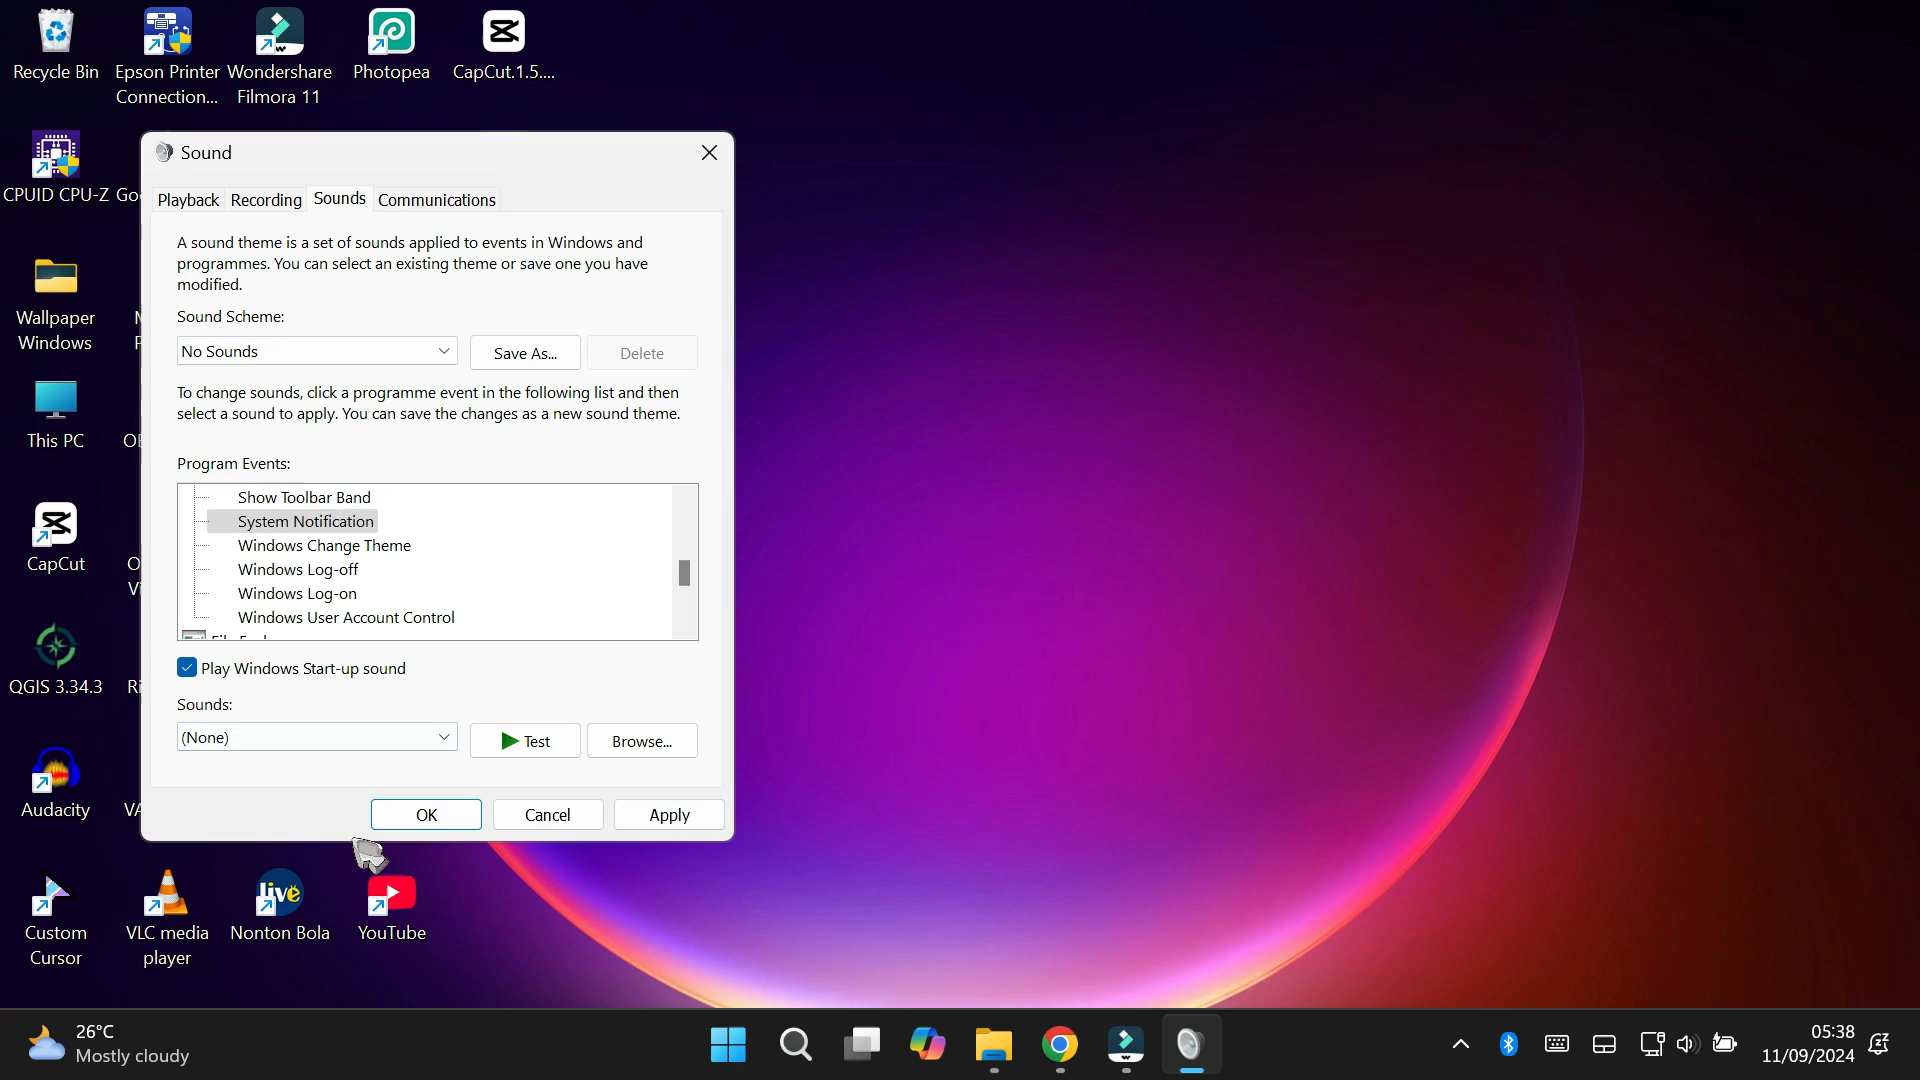 Recycle Bin
Epson Printer
Connection...
Wondershare
Filmora 11
Photopea
CapCut.1.5....
CPUID CPU-Z
Wallpaper
Windows
This PC
CapCut
QGIS 3.34.3
Audacity
Custom
Cursor
VLC media
player
Nonton Bola
live
YouTube
Sound
Playback
Recording
Sounds
Communications
A sound theme is a set of sounds applied to events in Windows and
programmes. You can select an existing theme or save one you have
modified.
Sound Scheme:
No Sounds
Save As...
Delete
To change sounds, click a programme event in the following list and then
select a sound to apply. You can save the changes as a new sound theme.
Program Events:
Show Toolbar Band
System Notification
Windows Change Theme
Windows Log-off
Windows Log-on
Windows User Account Control
Play Windows Start-up sound
Sounds:
(None)
Test
Browse...
OK
Cancel
Apply
26°C
Mostly cloudy
05:38
11/09/2024